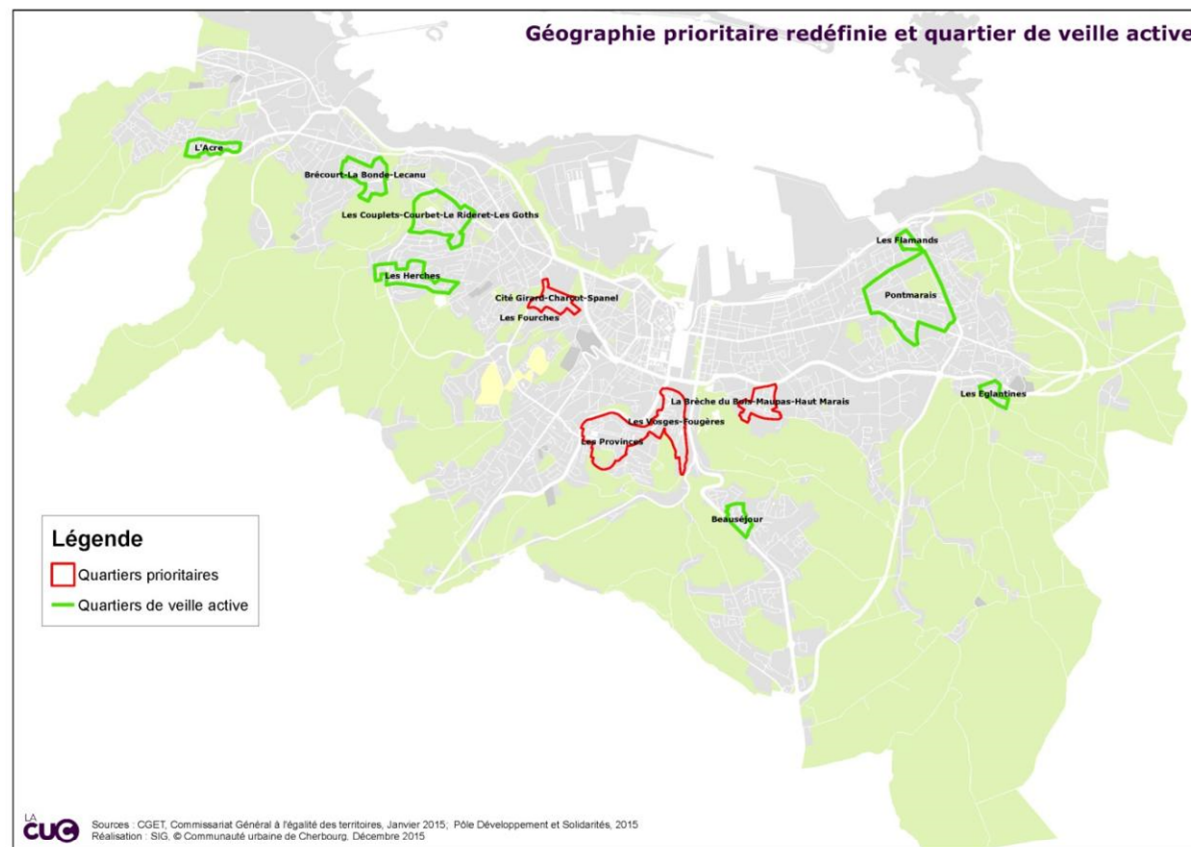 Géographie prioritaire redéfinie et quartier de veille active
L'Acre
Brécourt-La Bonde-Lecanu
Les Couplets-Courbet-Le Rideret-Les Goths
Les Flamands
Les Herches
Pontmarais
Cité Girard-Charcot-Spanel
Les Fourches
Les Eglantines
La Brèche du Bois-Maupas-Haut Marais
Les Vosges-Fougères
Les Provinces
Beauséjour
Légende
Quartiers prioritaires
Quartiers de veille active
LA
CUC
Sources : CGET, Commissariat Général à l'égalité des territoires, Janvier 2015; Pôle Développement et Solidarités, 2015
Réalisation : SIG, © Communauté urbaine de Cherbourg, Décembre 2015